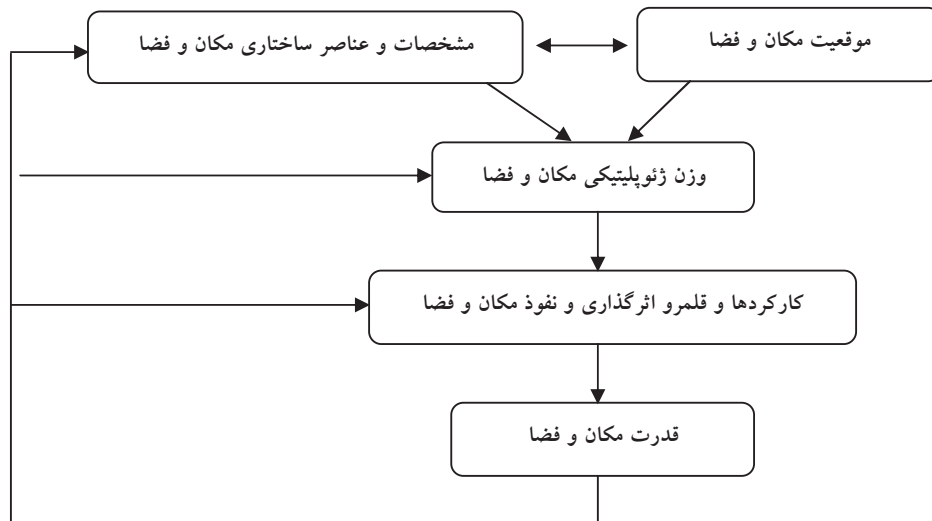 موقعیت مکان و فضا
مشخصات و عناصر ساختاری مکان و فضا
وزن ژئوپلیتیکی مکان و فضا
کارکردها و قلمرو اثرگذاری و نفوذ مکان و فضا
قدرت مکان و فضا